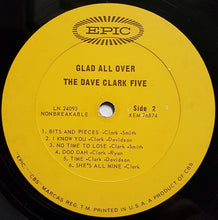 EPIC
GLAD ALL OVER
THE DAVE CLARK FIVE
LN 24093
NONBREAKABLE
Side 2
XEM 76874
1. BITS AND PIECES -Clark -Smith
2. I KNOW YOU -Clark -Davidson
3. NO TIME TO LOSE -Clark -Smith
4. DOO DAH -Clark -Ryan
5. TIME -Clark -Davidson
6. SHE'S ALL MINE -Clark
"EPIC", MARCAS REG. T.M. PRINTED IN U.S.A. A PRODUCT OF CBS.